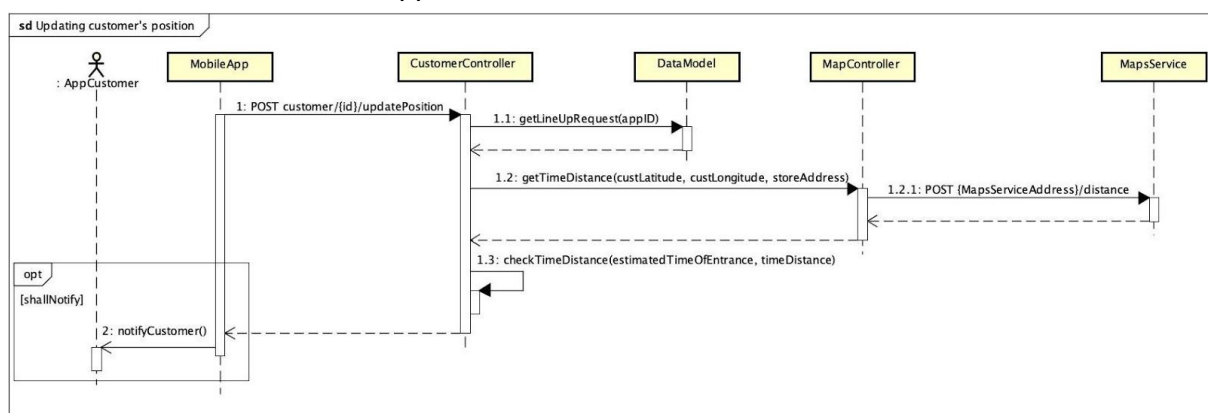 sd Updating customer's position
: AppCustomer
MobileApp
CustomerController
DataModel
MapController
MapsService
1: POST customer/{id}/updatePosition
1.1: getLineUpRequest(appID)
1.2: getTimeDistance(custLatitude, custLongitude, storeAddress)
1.2.1: POST {MapsServiceAddress}/distance
1.3: checkTimeDistance(estimatedTimeOfEntrance, timeDistance)
opt
[shallNotify]
2: notifyCustomer()